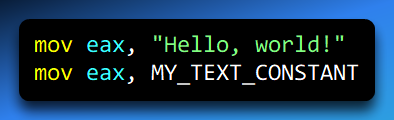 mov eax, "Hello, world!"
mov eax, MY_TEXT_CONSTANT